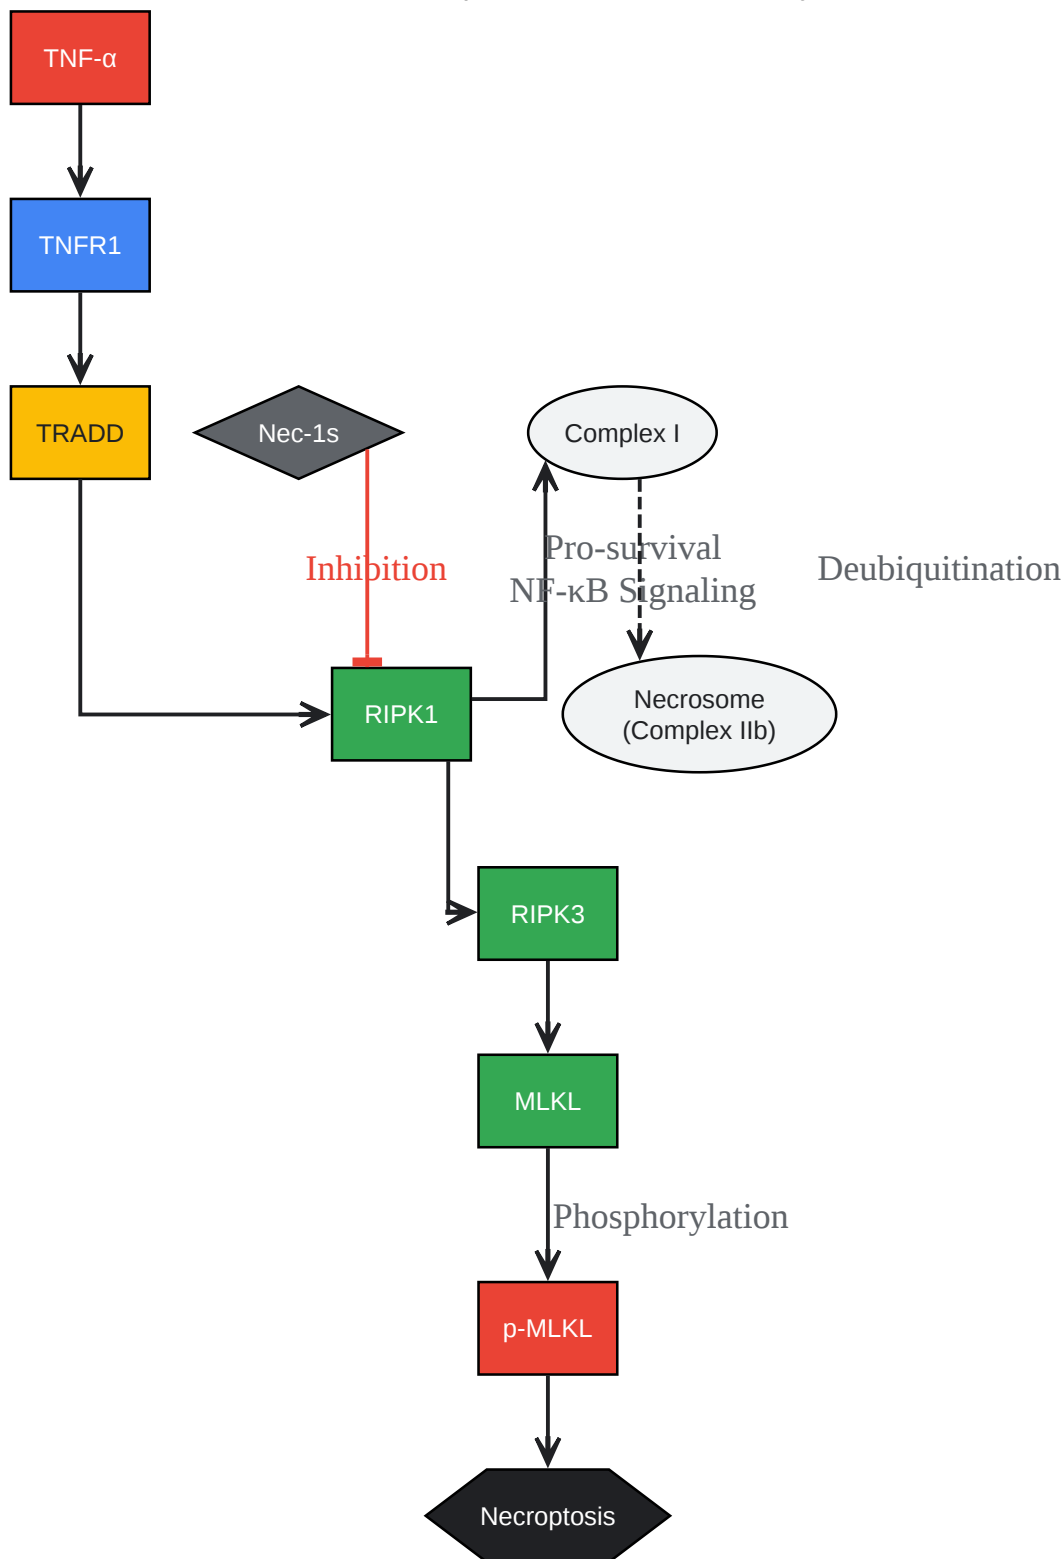 TNF-α
TNFR1
TRADD
Nec-1s
Complex I
Inhibition
Pro-survival
NF-κB Signaling
Deubiquitination
RIPK1
Necrosome
(Complex IIb)
RIPK3
MLKL
Phosphorylation
p-MLKL
Necroptosis